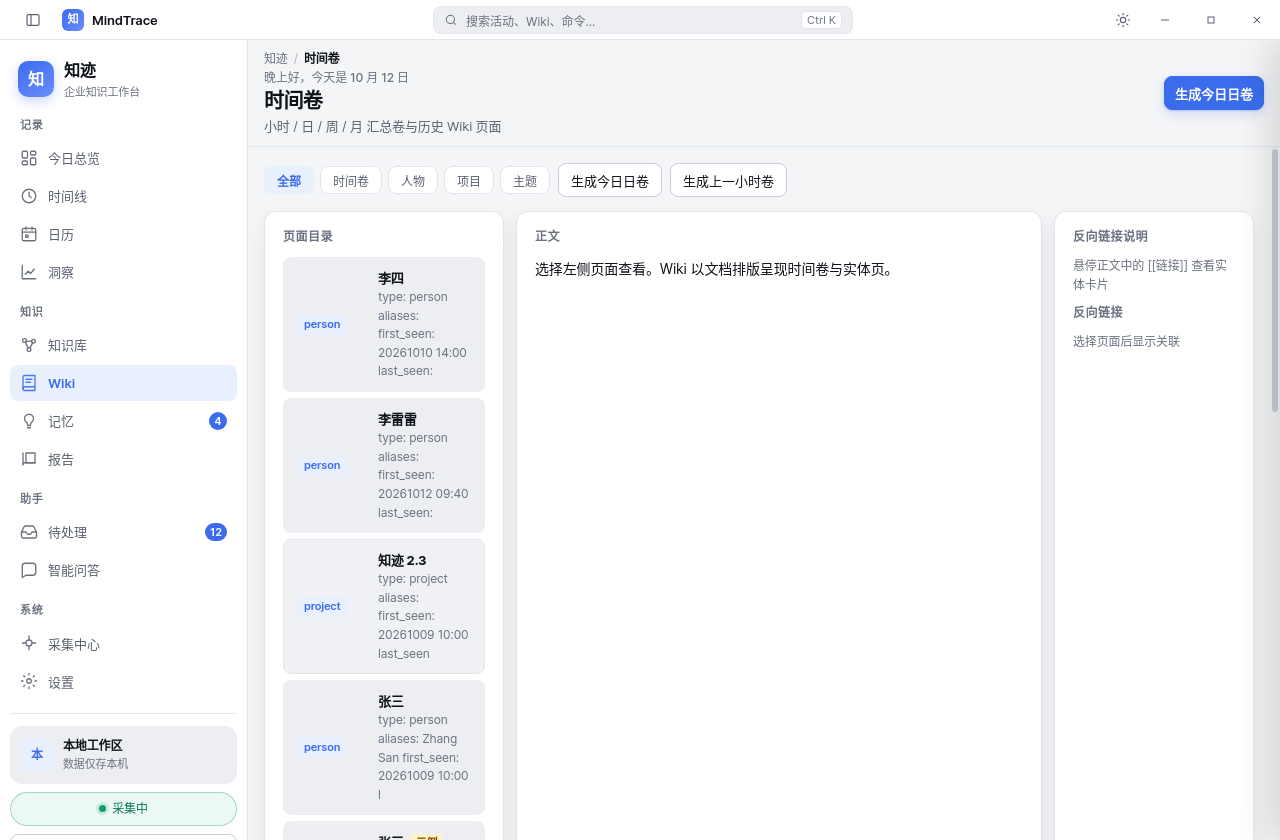 知 MindTrace
搜索活动、Wiki、命令... Ctrl K
知
知迹
企业知识工作台
记录
今日总览
时间线
日历
洞察
知识
知识库
Wiki
记忆 4
报告
助手
待处理 12
智能问答
系统
采集中心
设置
本
本地工作区
数据仅存本机
采集中
知迹 / 时间卷
晚上好，今天是 10 月 12 日
时间卷
小时 / 日 / 周 / 月 汇总卷与历史 Wiki 页面
生成今日日卷
全部 时间卷 人物 项目 主题 生成今日日卷 生成上一小时卷
页面目录
person
李四
type: person
aliases:
first_seen:
20261010 14:00
last_seen:
person
李雷雷
type: person
aliases:
first_seen:
20261012 09:40
last_seen:
project
知迹 2.3
type: project
aliases:
first_seen:
20261009 10:00
last_seen
person
张三
type: person
aliases: Zhang
San first_seen:
20261009 10:00
l
正文
选择左侧页面查看。Wiki 以文档排版呈现时间卷与实体页。
反向链接说明
悬停正文中的 [[链接]] 查看实
体卡片
反向链接
选择页面后显示关联